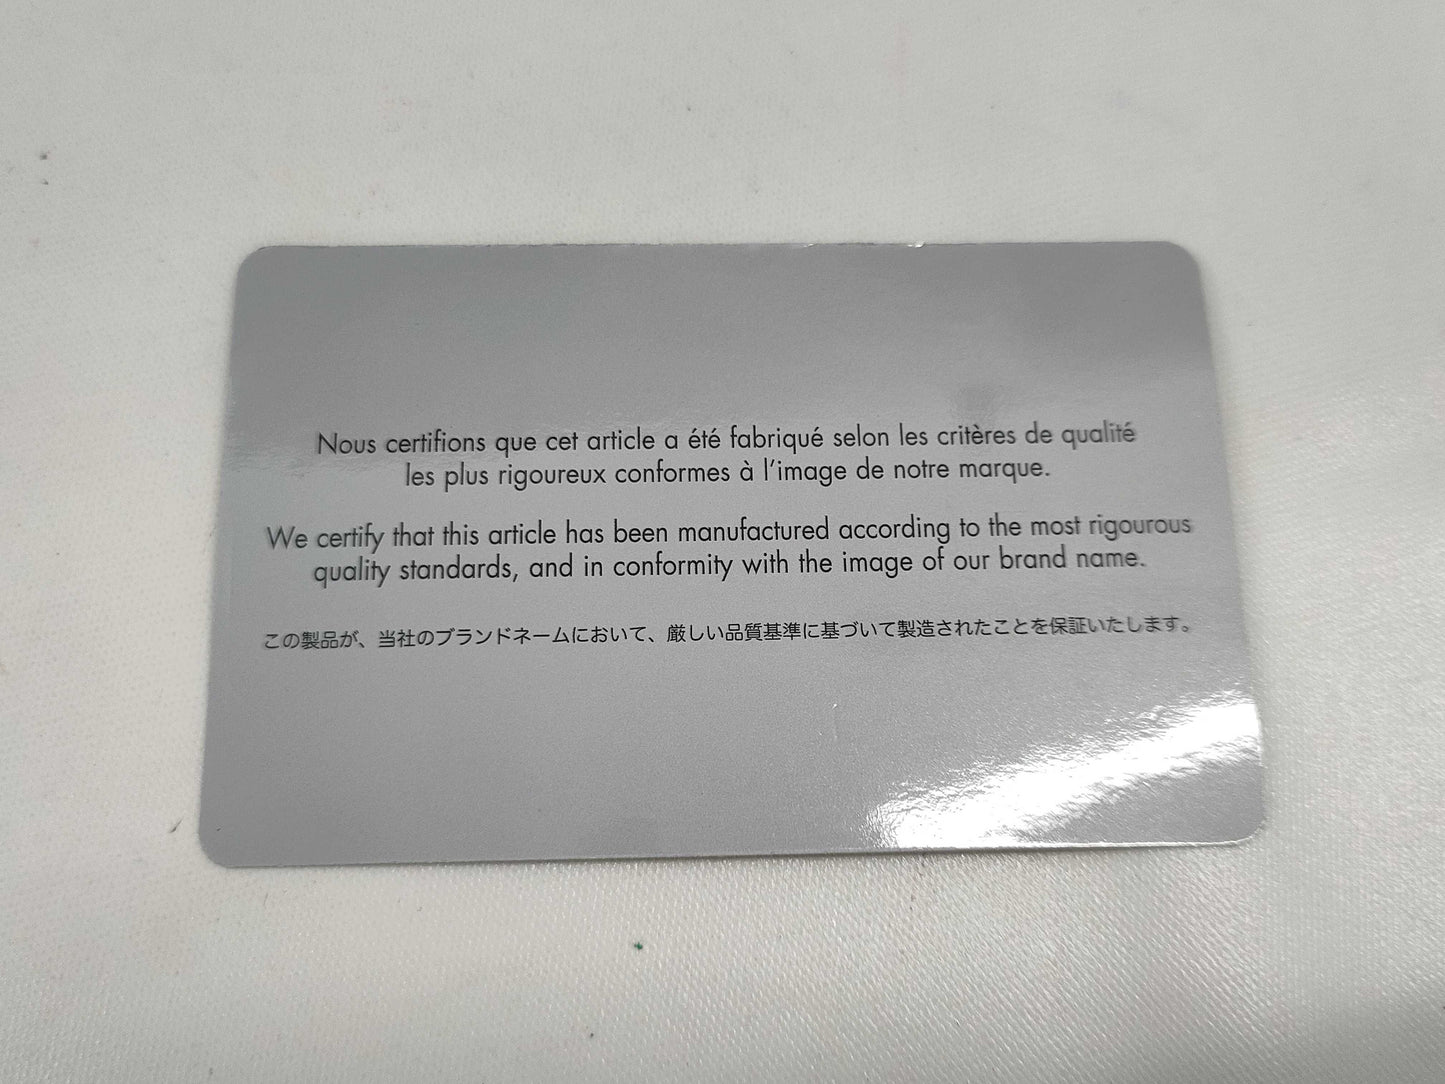 Nous certifions que cet article a été fabriqué selon les critères de qualité
les plus rigoureux conformes à l'image de notre marque.
We certify that this article has been manufactured according to the most rigourous
quality standards, and in conformity with the image of our brand name.
この製品が、当社のブランドネームにおいて、厳しい品質基準に基づいて製造されたことを保証いたします。